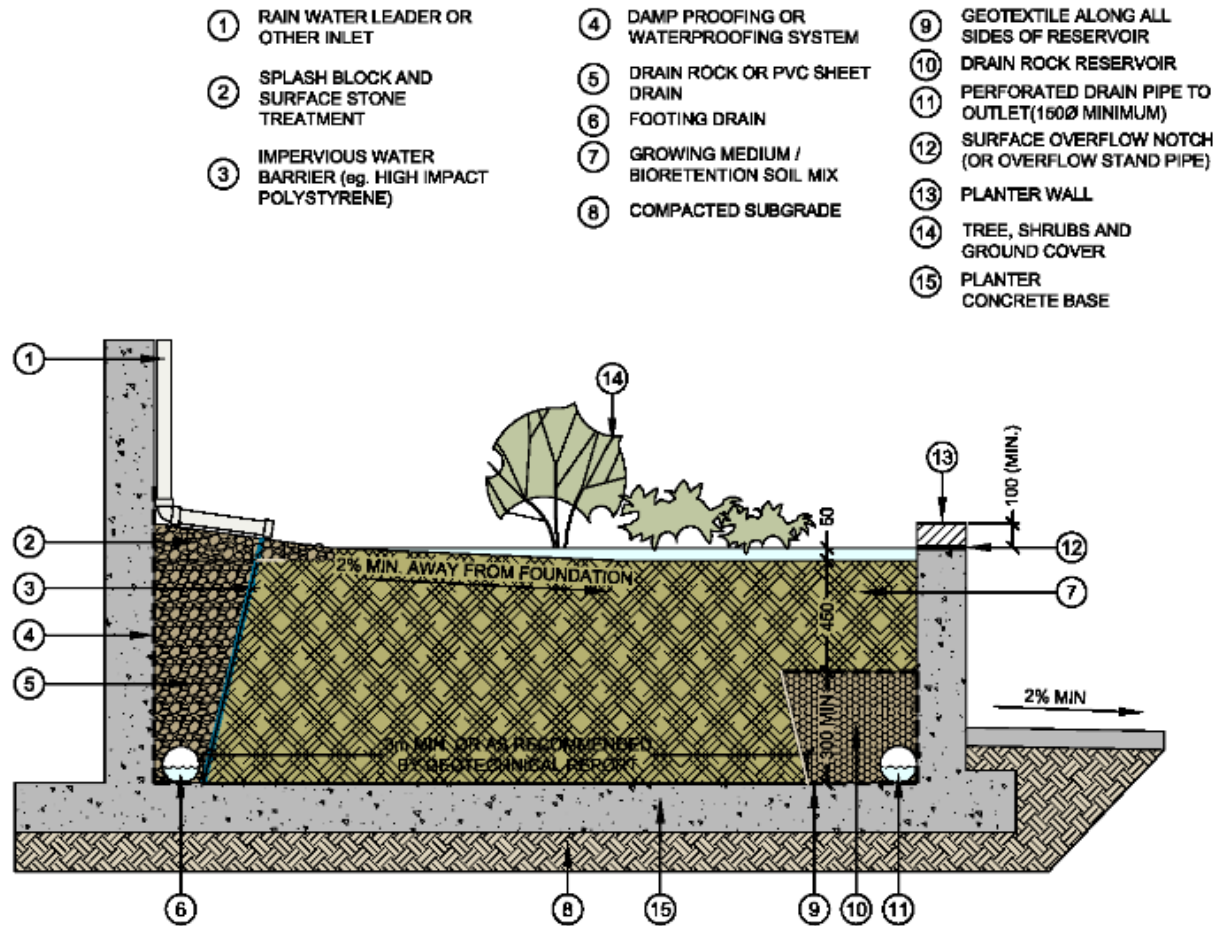 1 RAIN WATER LEADER OR
OTHER INLET
2 SPLASH BLOCK AND
SURFACE STONE
TREATMENT
3 IMPERVIOUS WATER
BARRIER (eg. HIGH IMPACT
POLYSTYRENE)
4 DAMP PROOFING OR
WATERPROOFING SYSTEM
5 DRAIN ROCK OR PVC SHEET
DRAIN
6 FOOTING DRAIN
7 GROWING MEDIUM /
BIORETENTION SOIL MIX
8 COMPACTED SUBGRADE
9 GEOTEXTILE ALONG ALL
SIDES OF RESERVOIR
10 DRAIN ROCK RESERVOIR
11 PERFORATED DRAIN PIPE TO
OUTLET(150Ø MINIMUM)
12 SURFACE OVERFLOW NOTCH
(OR OVERFLOW STAND PIPE)
13 PLANTER WALL
14 TREE, SHRUBS AND
GROUND COVER
15 PLANTER
CONCRETE BASE
1
14
13
100 (MIN.)
50
2
12
2% MIN. AWAY FROM FOUNDATION
3
7
450
4
5
2% MIN
300 MIN
3m MIN. OR AS RECOMMENDED
BY GEOTECHNICAL REPORT
6
8
15
9
10
11